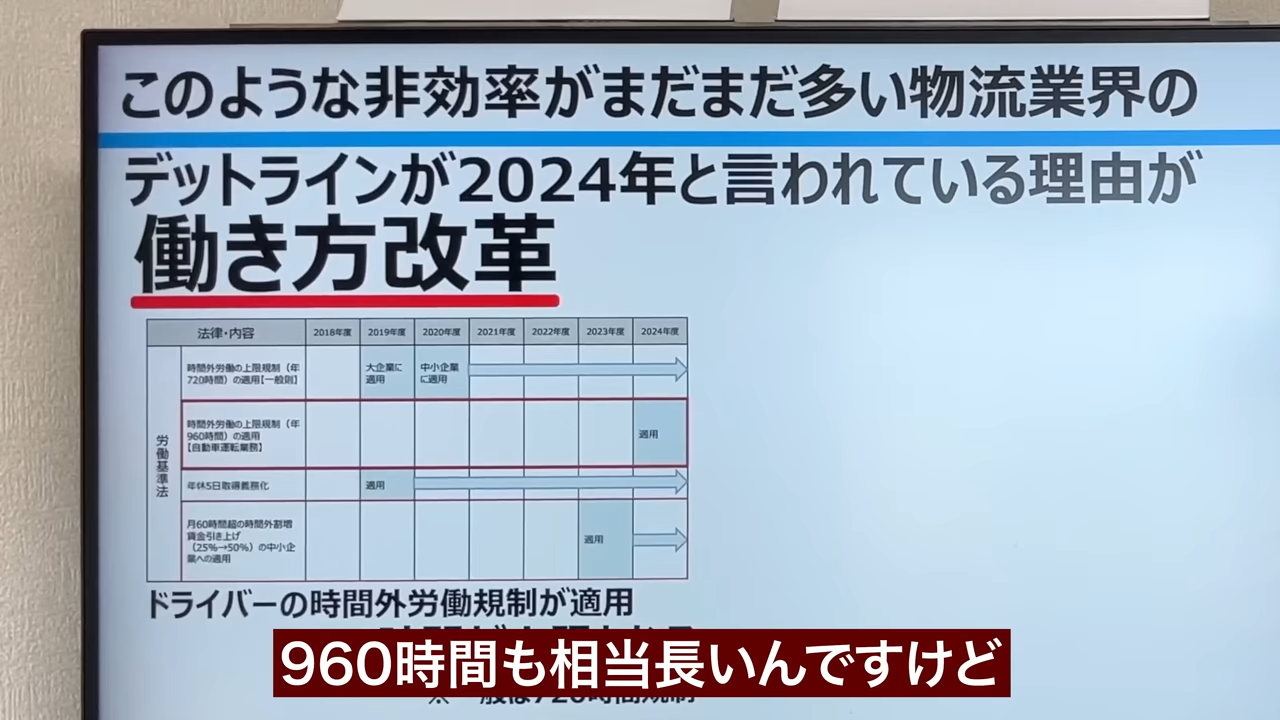 このような非効率がまだまだ多い物流業界の
デットラインが2024年と言われている理由が
働き方改革
法律・内容 2018年度 2019年度 2020年度 2021年度 2022年度 2023年度 2024年度
労働基準法
時間外労働の上限規制（年
720時間）の適用【一般則】
大企業に
適用
中小企業
に適用
時間外労働の上限規制（年
960時間）の適用
【自動車運転業務】
適用
年休5日取得義務化
適用
月60時間超の時間外割増
賃金引き上げ
（25%→50%）の中小企
業への適用
適用
ドライバーの時間外労働規制が適用
960時間も相当長いんですけど